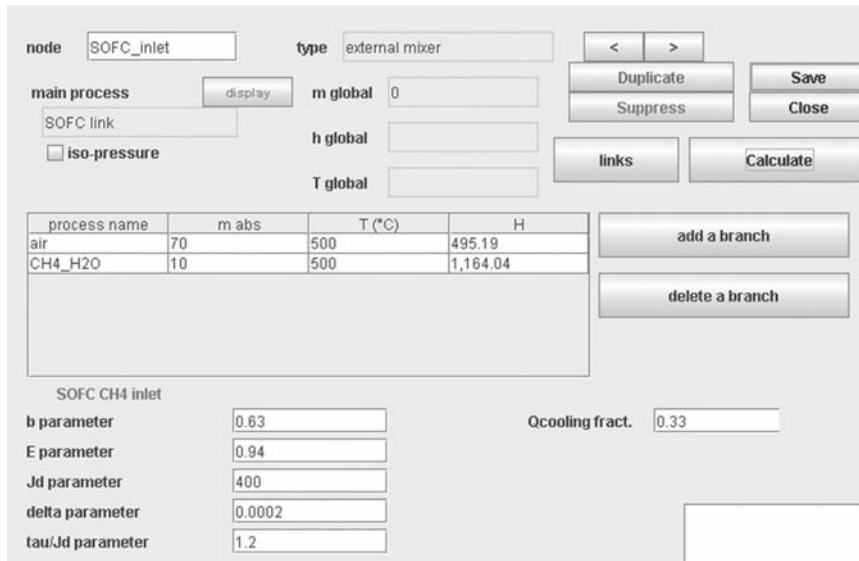 node SOFC_inlet type external mixer < >
Duplicate Save
main process display m global 0
Suppress Close
SOFC link
h global
iso-pressure
links Calculate
T global
process name m abs T (°C) H
air 70 500 495.19
CH4_H2O 10 500 1,164.04
add a branch
delete a branch
SOFC CH4 inlet
b parameter 0.63 Qcooling fract. 0.33
E parameter 0.94
Jd parameter 400
delta parameter 0.0002
tau/Jd parameter 1.2